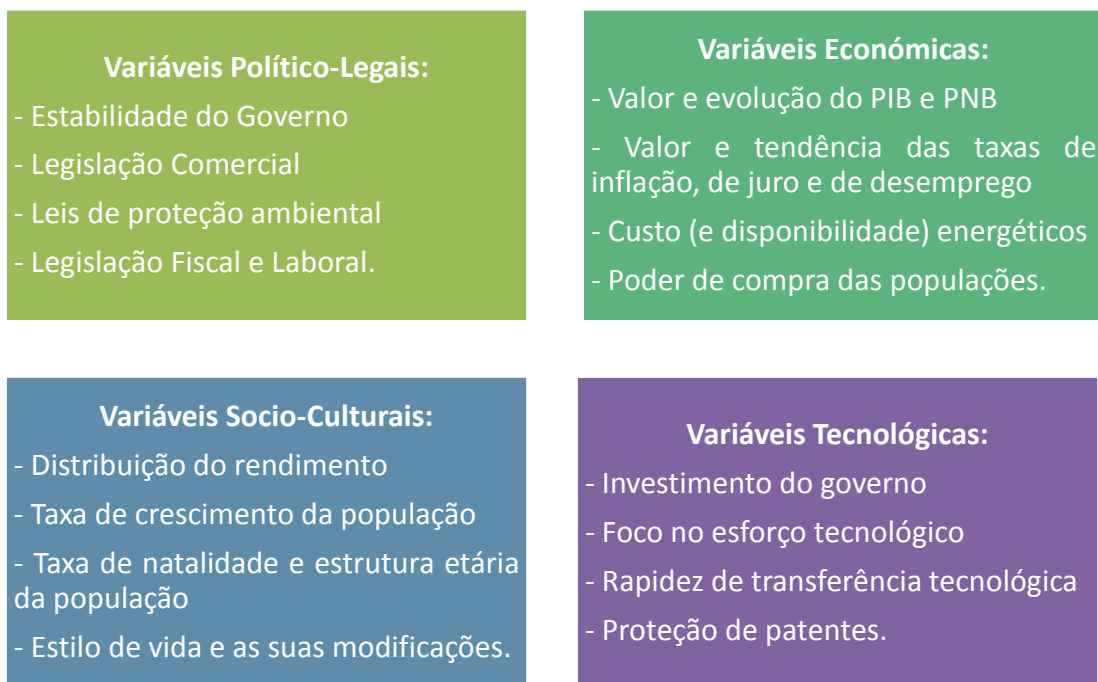 Variáveis Político-Legais:
- Estabilidade do Governo
- Legislação Comercial
- Leis de proteção ambiental
- Legislação Fiscal e Laboral.
Variáveis Económicas:
- Valor e evolução do PIB e PNB
- Valor e tendência das taxas de
inflação, de juro e de desemprego
- Custo (e disponibilidade) energéticos
- Poder de compra das populações.
Variáveis Socio-Culturais:
- Distribuição do rendimento
- Taxa de crescimento da população
- Taxa de natalidade e estrutura etária
da população
- Estilo de vida e as suas modificações.
Variáveis Tecnológicas:
- Investimento do governo
- Foco no esforço tecnológico
- Rapidez de transferência tecnológica
- Proteção de patentes.